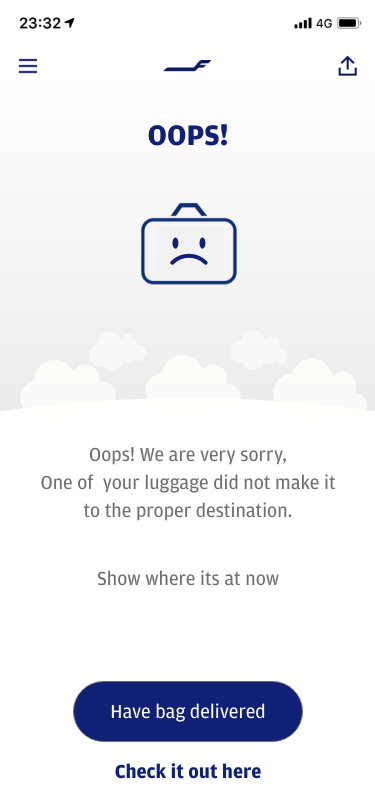 23:32
4G
OOPS!
Oops! We are very sorry,
One of  your luggage did not make it
to the proper destination.
Show where its at now
Have bag delivered
Check it out here